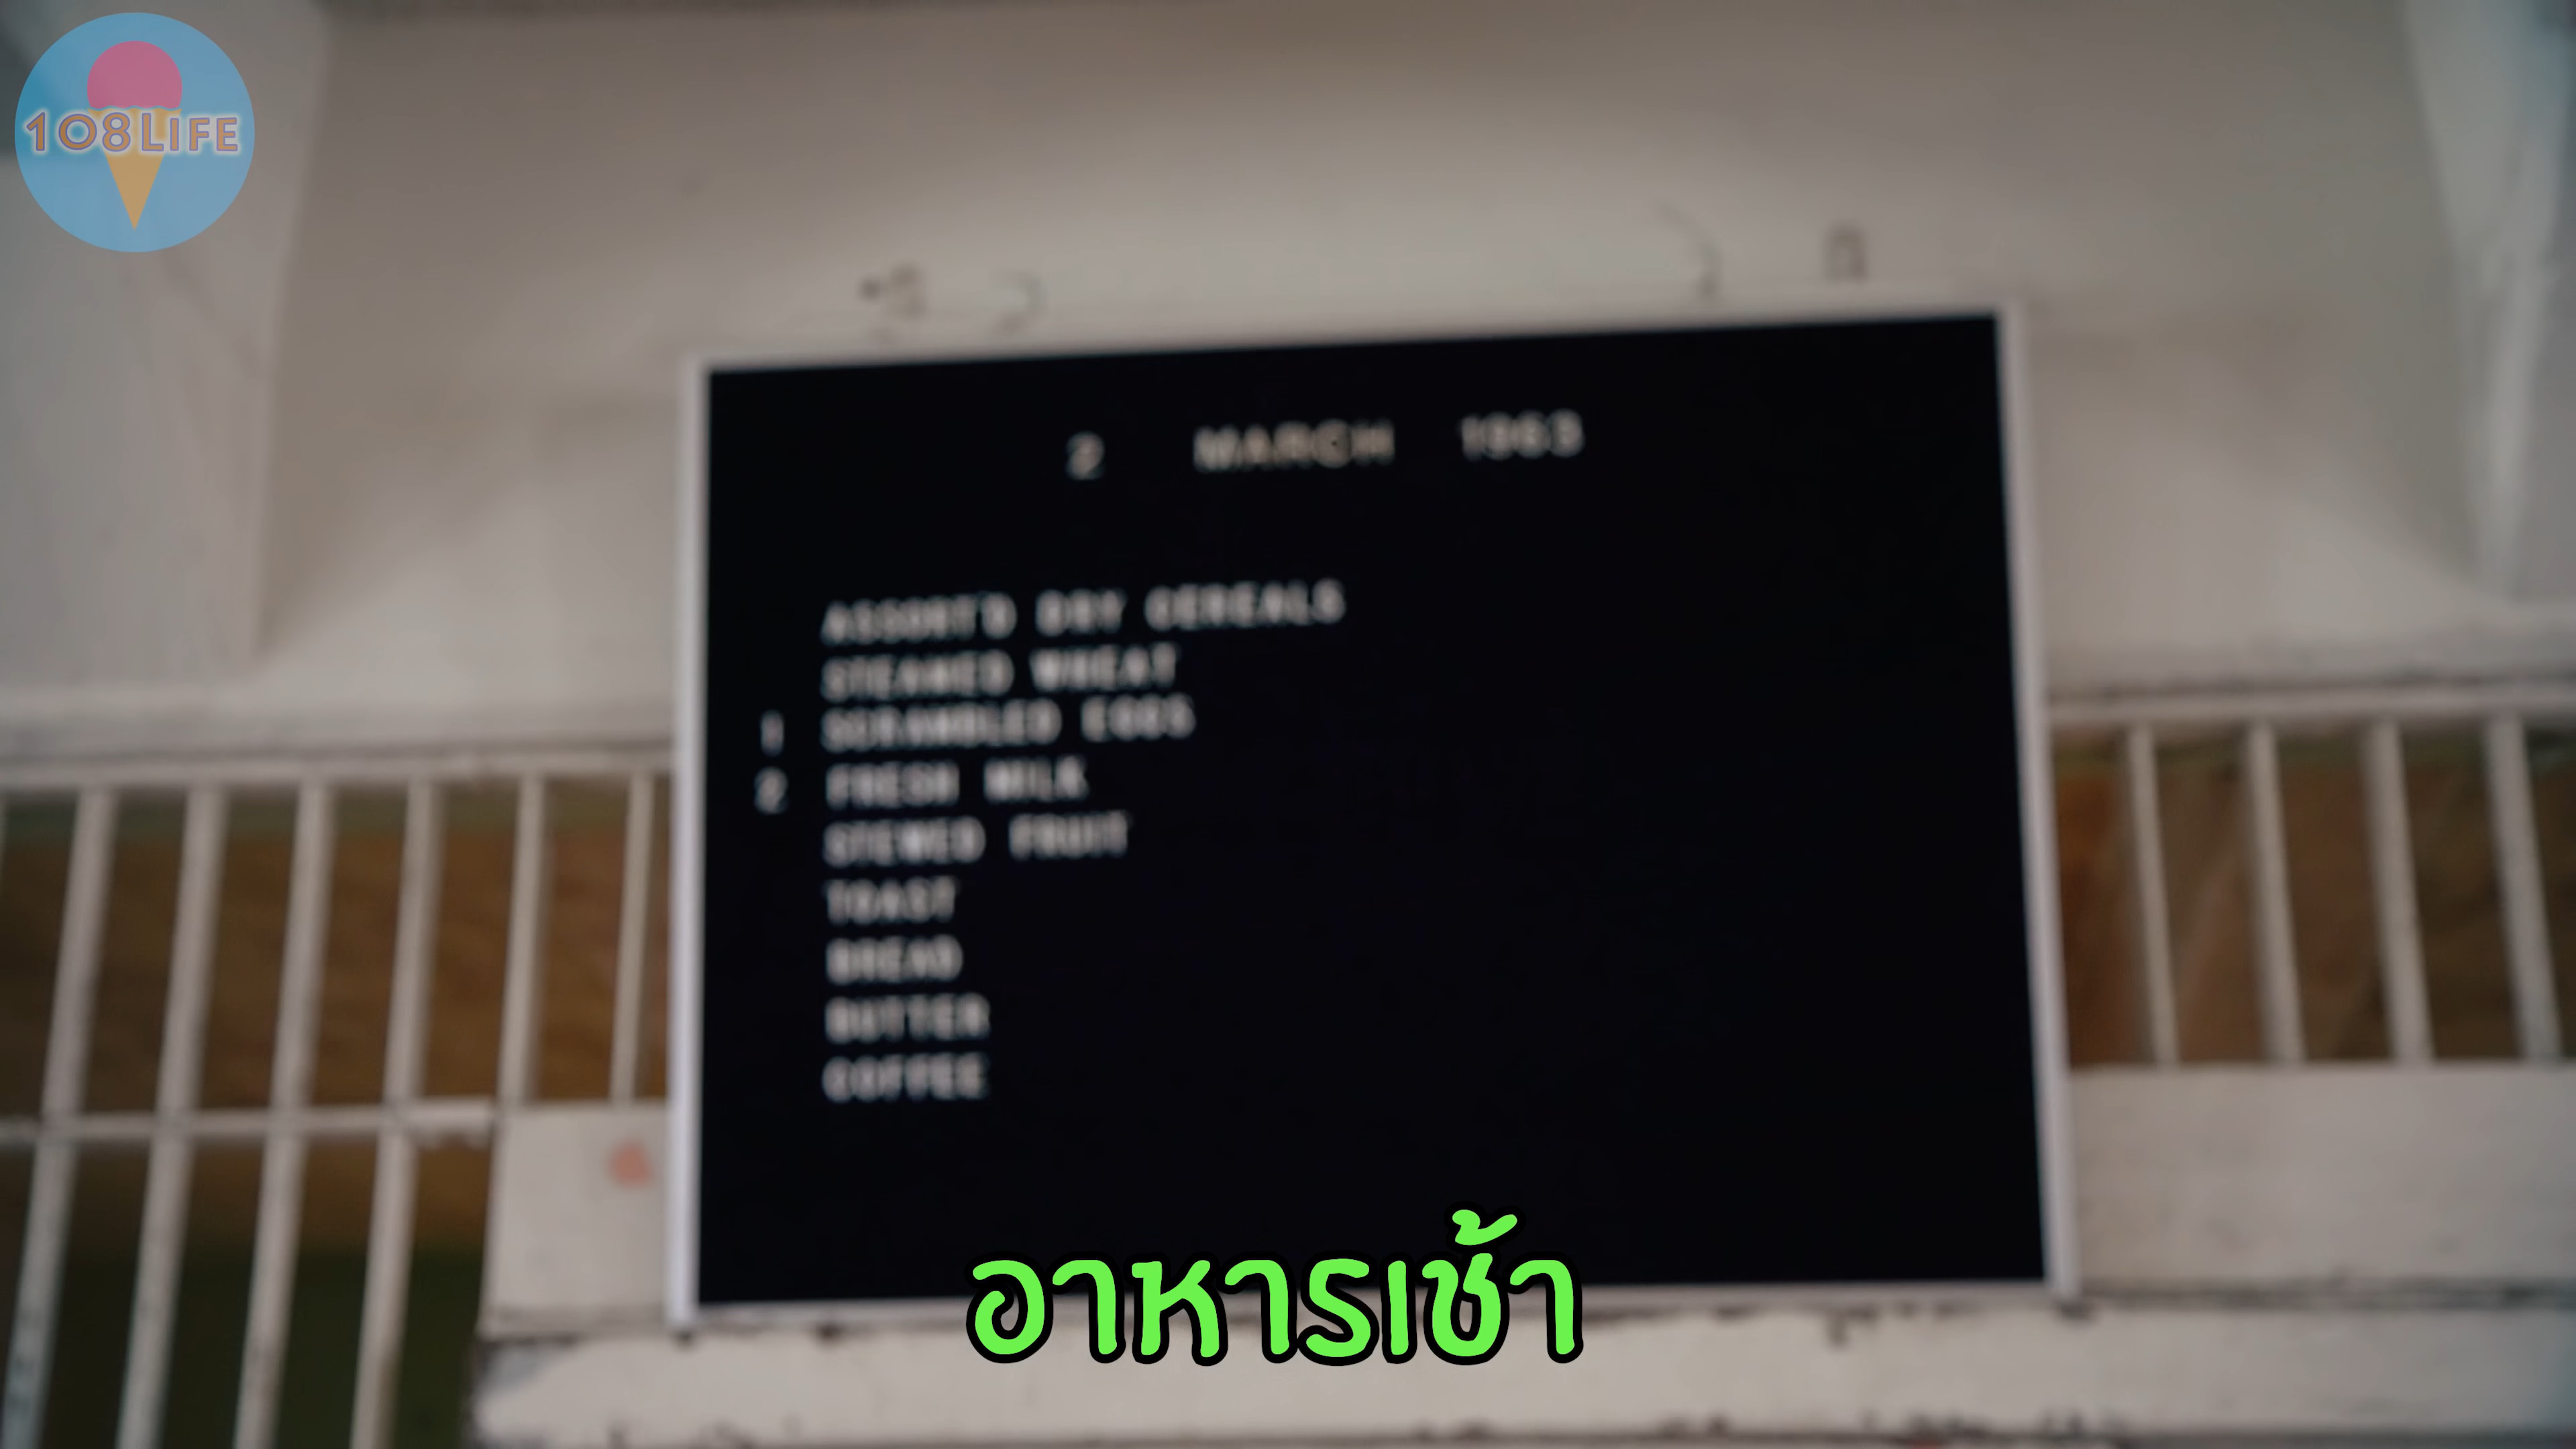 108LIFE
2 MARCH 1963
ASSORT'D DRY CEREALS
STEAMED WHEAT
1 SCRAMBLED EGGS
2 FRESH MILK
STEWED FRUIT
TOAST
BREAD
BUTTER
COFFEE
อาหารเช้า